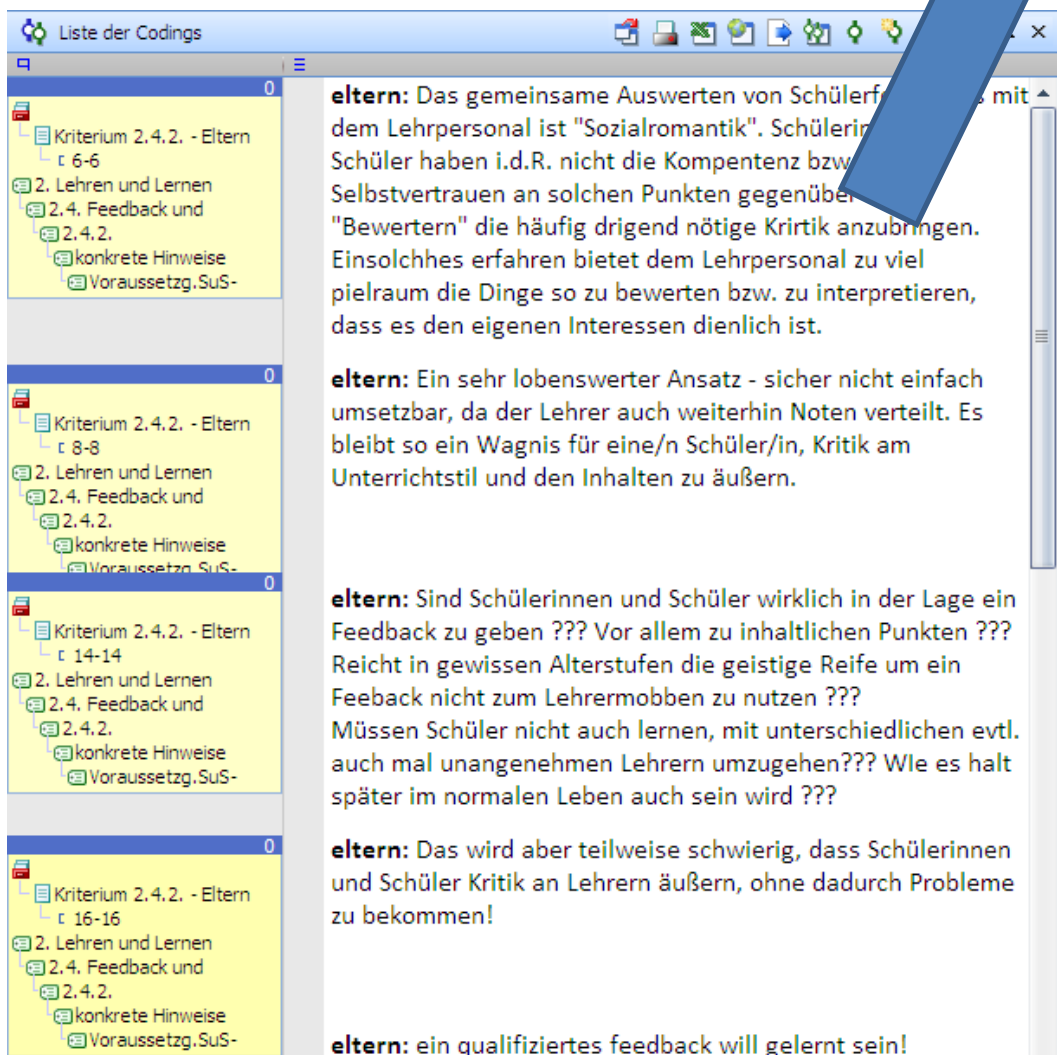 Liste der Codings
0
Kriterium 2.4.2. - Eltern
6-6
2. Lehren und Lernen
2.4. Feedback und
2.4.2.
konkrete Hinweise
Voraussetzg.SuS-
eltern: Das gemeinsame Auswerten von Schülerfe mit
dem Lehrpersonal ist "Sozialromantik". Schülerin
Schüler haben i.d.R. nicht die Kompetenz bzw
Selbstvertrauen an solchen Punkten gegenüber
"Bewertern" die häufig drigend nötige Krirtik anzubringen.
Einsolchhes erfahren bietet dem Lehrpersonal zu viel
pielraum die Dinge so zu bewerten bzw. zu interpretieren,
dass es den eigenen Interessen dienlich ist.
0
Kriterium 2.4.2. - Eltern
8-8
2. Lehren und Lernen
2.4. Feedback und
2.4.2.
konkrete Hinweise
Voraussetzg.SuS-
eltern: Ein sehr lobenswerter Ansatz - sicher nicht einfach
umsetzbar, da der Lehrer auch weiterhin Noten verteilt. Es
bleibt so ein Wagnis für eine/n Schüler/in, Kritik am
Unterrichtstil und den Inhalten zu äußern.
0
Kriterium 2.4.2. - Eltern
14-14
2. Lehren und Lernen
2.4. Feedback und
2.4.2.
konkrete Hinweise
Voraussetzg.SuS-
eltern: Sind Schülerinnen und Schüler wirklich in der Lage ein
Feedback zu geben ??? Vor allem zu inhaltlichen Punkten ???
Reicht in gewissen Alterstufen die geistige Reife um ein
Feeback nicht zum Lehrermobben zu nutzen ???
Müssen Schüler nicht auch lernen, mit unterschiedlichen evtl.
auch mal unangenehmen Lehrern umzugehen??? WIe es halt
später im normalen Leben auch sein wird ???
0
Kriterium 2.4.2. - Eltern
16-16
2. Lehren und Lernen
2.4. Feedback und
2.4.2.
konkrete Hinweise
Voraussetzg.SuS-
eltern: Das wird aber teilweise schwierig, dass Schülerinnen
und Schüler Kritik an Lehrern äußern, ohne dadurch Probleme
zu bekommen!
eltern: ein qualifiziertes feedback will gelernt sein!